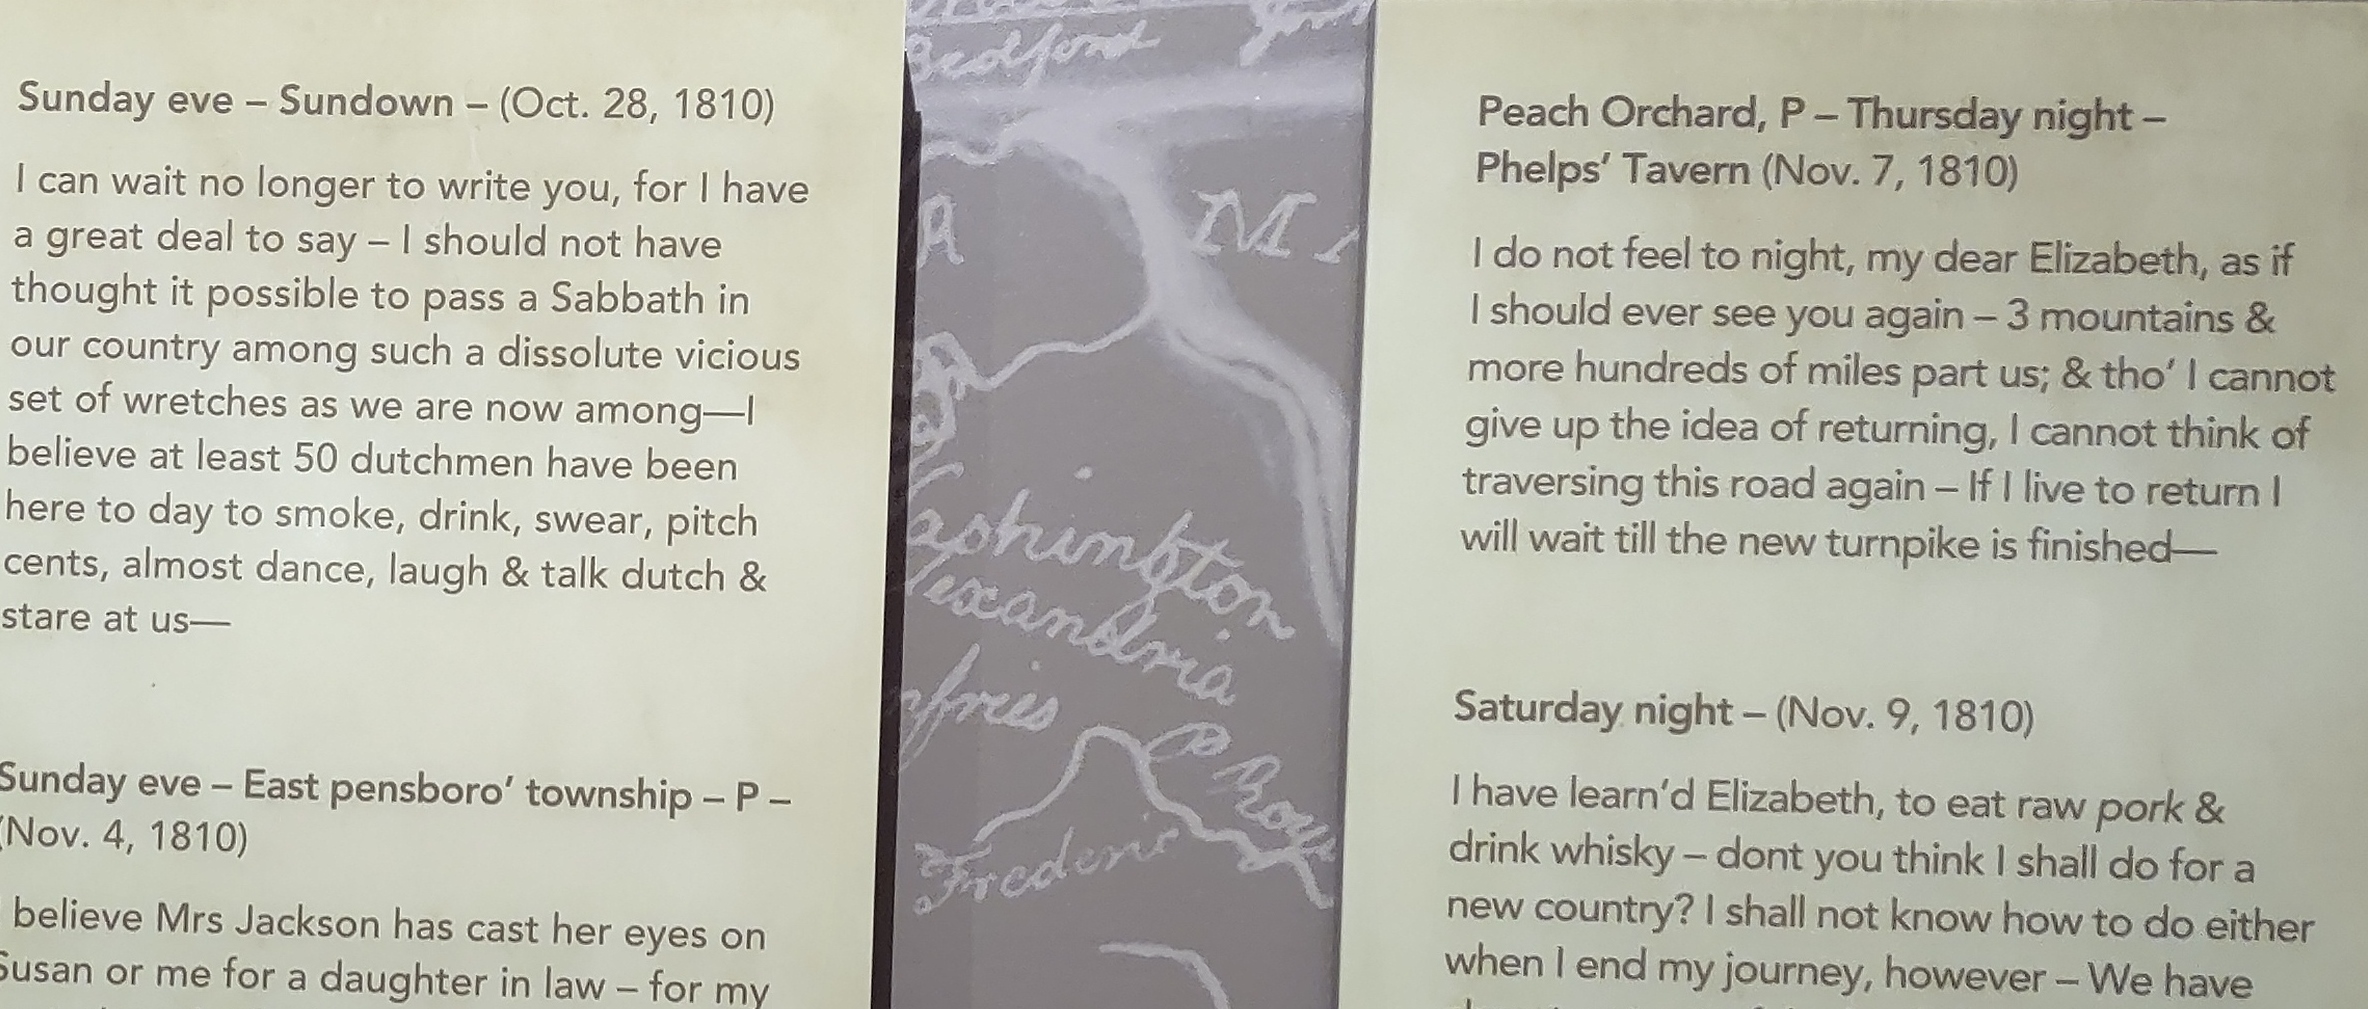 Sunday eve – Sundown – (Oct. 28, 1810)
I can wait no longer to write you, for I have
a great deal to say – I should not have
thought it possible to pass a Sabbath in
our country among such a dissolute vicious
set of wretches as we are now among—I
believe at least 50 dutchmen have been
here to day to smoke, drink, swear, pitch
cents, almost dance, laugh & talk dutch &
stare at us—
Sunday eve – East pensboro' township – P –
(Nov. 4, 1810)
believe Mrs Jackson has cast her eyes on
Susan or me for a daughter in law – for my
Bedford
A
M
ashington
lexandria
mfries
Frederic
Peach Orchard, P – Thursday night –
Phelps' Tavern (Nov. 7, 1810)
I do not feel to night, my dear Elizabeth, as if
I should ever see you again – 3 mountains &
more hundreds of miles part us; & tho' I cannot
give up the idea of returning, I cannot think of
traversing this road again – If I live to return I
will wait till the new turnpike is finished—
Saturday night – (Nov. 9, 1810)
I have learn'd Elizabeth, to eat raw pork &
drink whisky – dont you think I shall do for a
new country? I shall not know how to do either
when I end my journey, however – We have